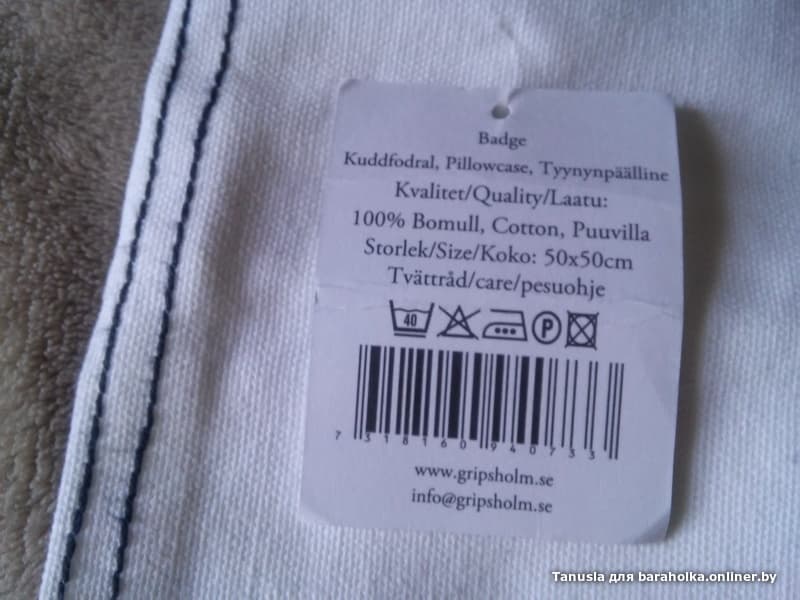 Badge
Kuddfodral, Pillowcase, Tyynynpäälline
Kvalitet/Quality/Laatu:
100% Bomull, Cotton, Puuvilla
Storlek/Size/Koko: 50x50cm
Tvättråd/care/pesuohje
40 P
7 318160 940733
www.gripsholm.se
info@gripsholm.se
Tanusla для baraholka.onliner.by